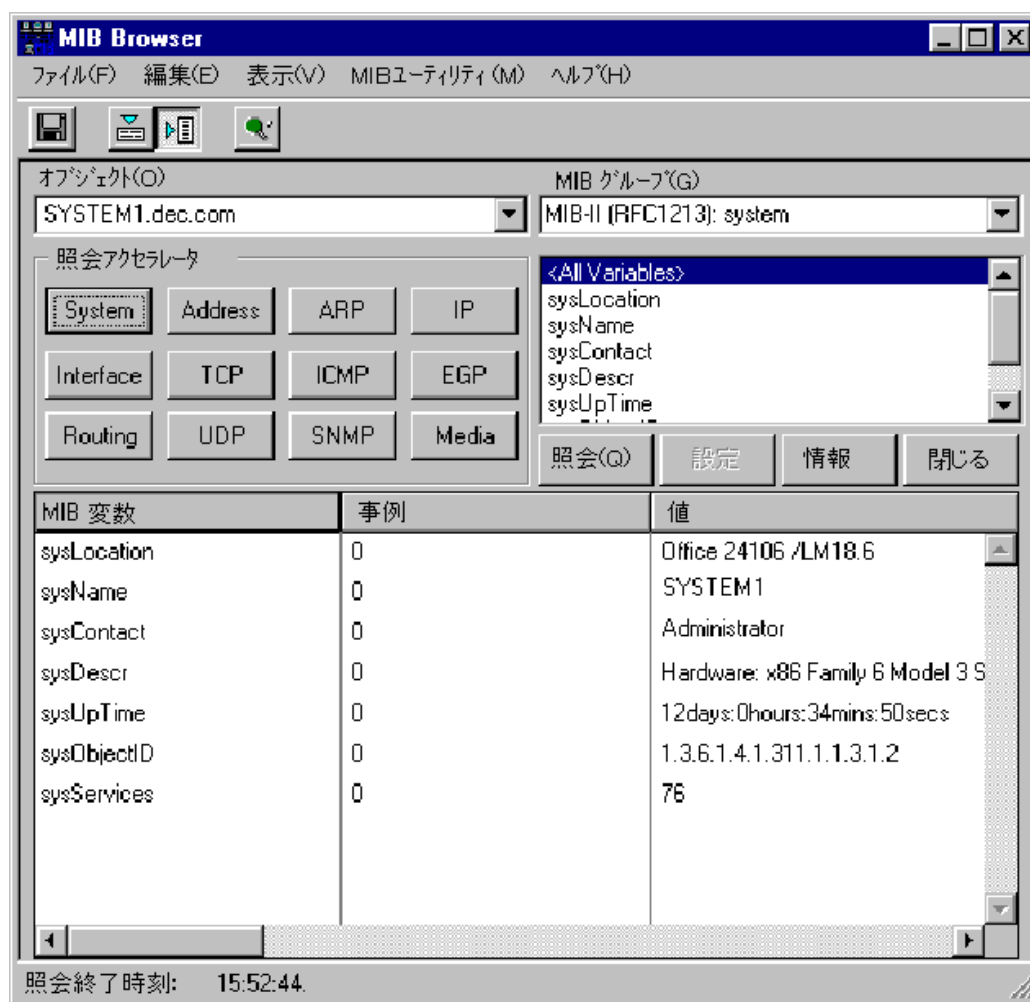 MIB Browser
ファイル(F) 編集(E) 表示(V) MIBユーティリティ(M) ヘルプ(H)
オブジェクト(O) MIB グループ(G)
SYSTEM1.dec.com MIB-II (RFC1213): system
照会アクセラレータ
System Address ARP IP
Interface TCP ICMP EGP
Routing UDP SNMP Media
<All Variables>
sysLocation
sysName
sysContact
sysDescr
sysUpTime
照会(Q) 設定 情報 閉じる
MIB 変数 事例 値
sysLocation 0 Office 24106 /LM18.6
sysName 0 SYSTEM1
sysContact 0 Administrator
sysDescr 0 Hardware: x86 Family 6 Model 3 S
sysUpTime 0 12days:0hours:34mins:50secs
sysObjectID 0 1.3.6.1.4.1.311.1.1.3.1.2
sysServices 0 76
照会終了時刻: 15:52:44.